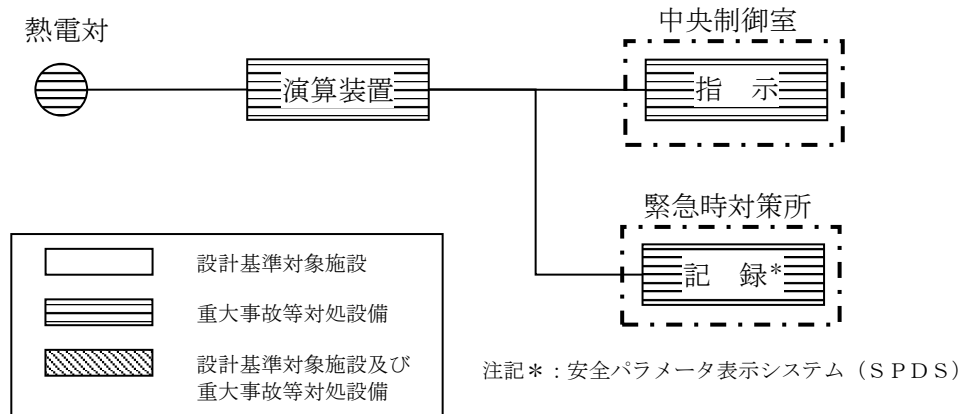 中央制御室
熱電対
演算装置
指　示
緊急時対策所
記　録*
設計基準対象施設
重大事故等対処設備
設計基準対象施設及び
重大事故等対処設備
注記＊：安全パラメータ表示システム（ＳＰＤＳ）